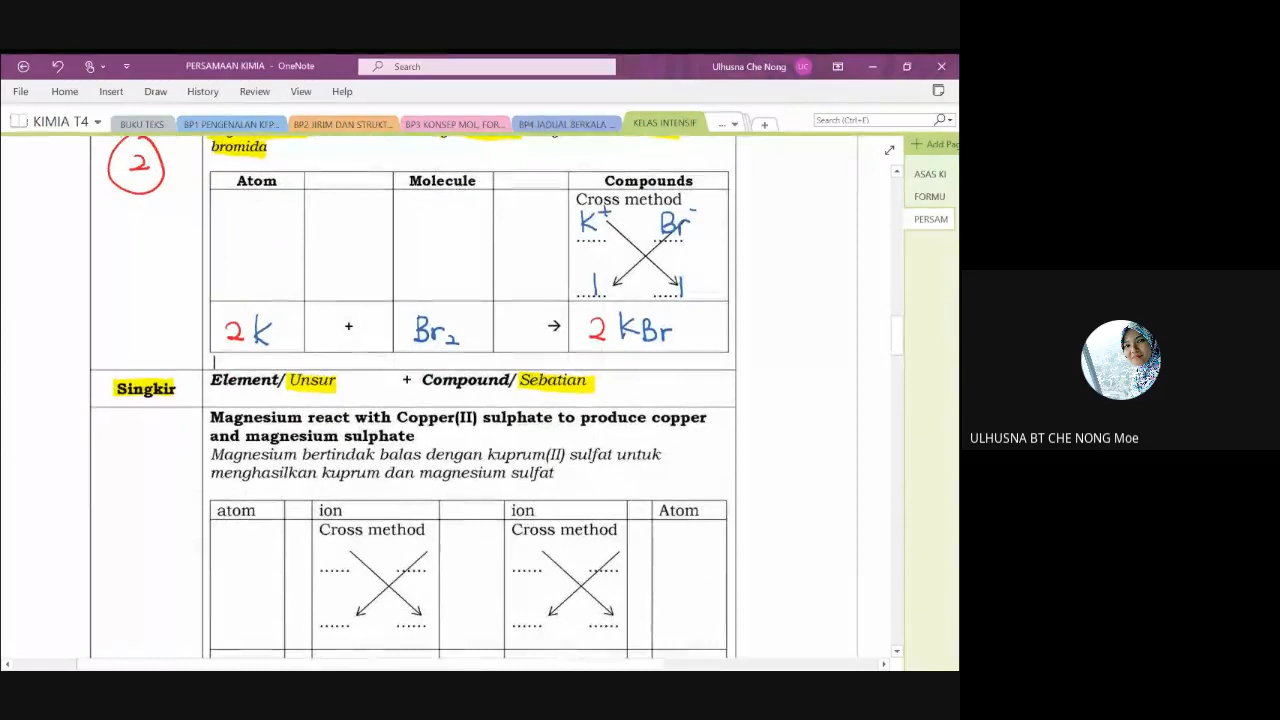 PERSAMAAN KIMIA - OneNote
Search
Ulhusna Che Nong
UC
File
Home
Insert
Draw
History
Review
View
Help
KIMIA T4
BUKU TEKS
BP1 PENGENALAN KEP...
BP2 JIRIM DAN STRUKT...
BP3 KONSEP MOL, FOR...
BP4 JADUAL BERKALA ...
KELAS INTENSIF
...
+
Search (Ctrl+E)
+ Add Pag
ASAS KI
FORMU
PERSAM
2
bromida
Atom Molecule Compounds
Cross method
K+ Br-
...... ......
1 1
...... ......
2 K + Br2 → 2 KBr
Singkir
Element/ Unsur + Compound/ Sebatian
Magnesium react with Copper(II) sulphate to produce copper
and magnesium sulphate
Magnesium bertindak balas dengan kuprum(II) sulfat untuk
menghasilkan kuprum dan magnesium sulfat
atom ion ion Atom
Cross method Cross method
...... ...... ...... ......
...... ...... ...... ......
ULHUSNA BT CHE NONG Moe